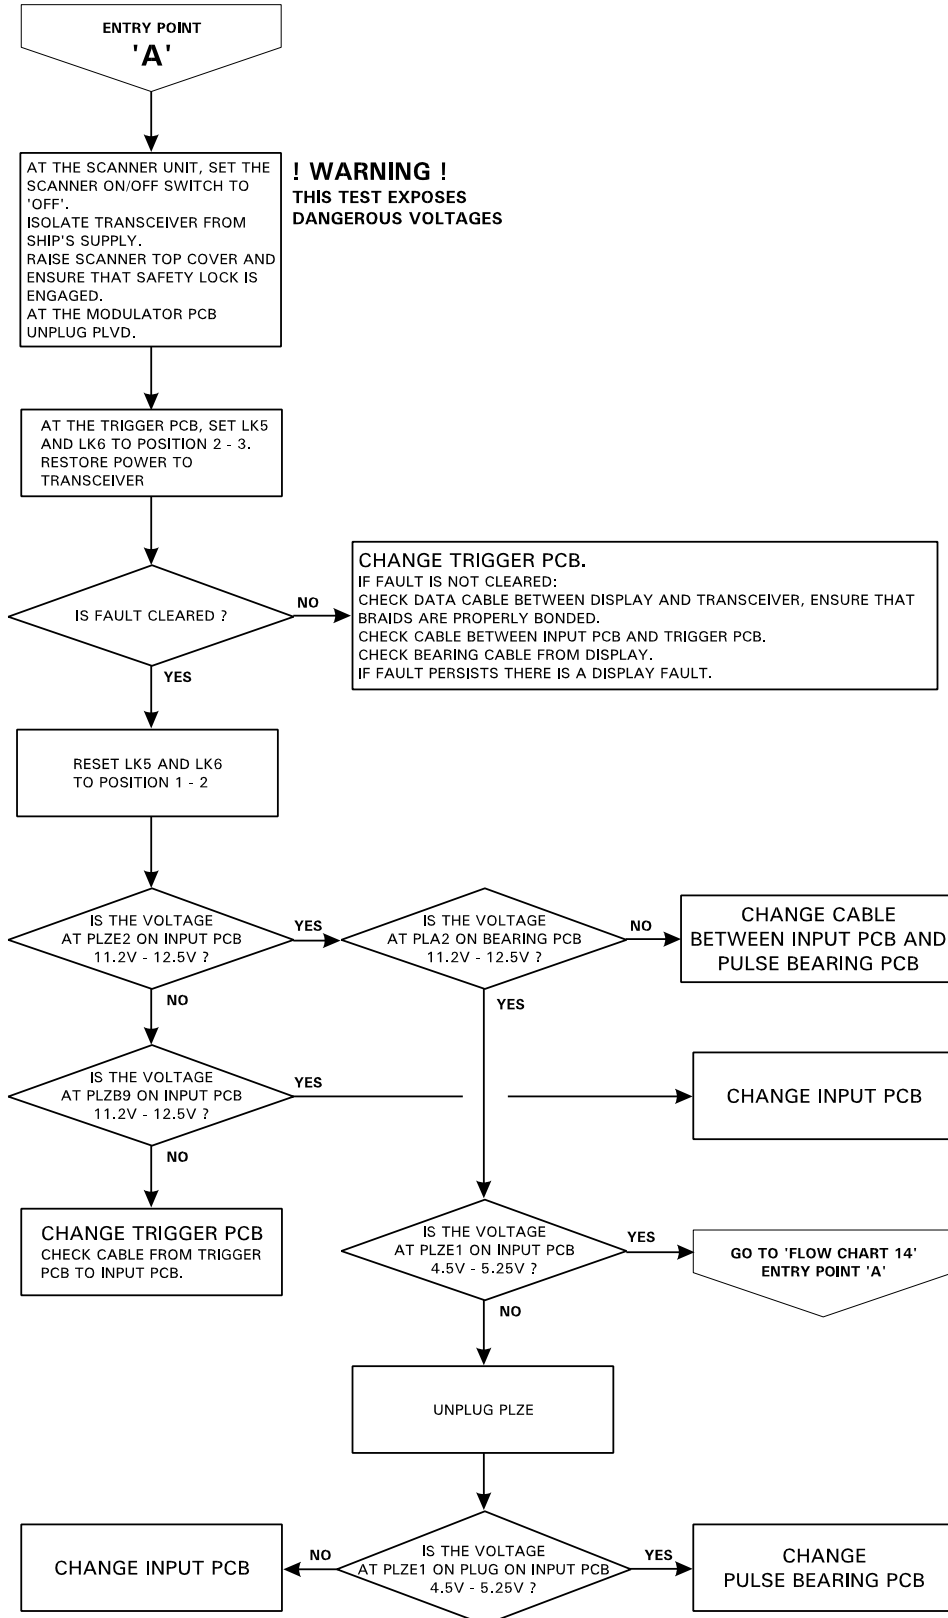 ENTRY POINT
'A'
AT THE SCANNER UNIT, SET THE
SCANNER ON/OFF SWITCH TO
'OFF'.
ISOLATE TRANSCEIVER FROM
SHIP'S SUPPLY.
RAISE SCANNER TOP COVER AND
ENSURE THAT SAFETY LOCK IS
ENGAGED.
AT THE MODULATOR PCB
UNPLUG PLVD.
! WARNING !
THIS TEST EXPOSES
DANGEROUS VOLTAGES
AT THE TRIGGER PCB, SET LK5
AND LK6 TO POSITION 2 - 3.
RESTORE POWER TO
TRANSCEIVER
IS FAULT CLEARED ?
NO
CHANGE TRIGGER PCB.
IF FAULT IS NOT CLEARED:
CHECK DATA CABLE BETWEEN DISPLAY AND TRANSCEIVER, ENSURE THAT
BRAIDS ARE PROPERLY BONDED.
CHECK CABLE BETWEEN INPUT PCB AND TRIGGER PCB.
CHECK BEARING CABLE FROM DISPLAY.
IF FAULT PERSISTS THERE IS A DISPLAY FAULT.
YES
RESET LK5 AND LK6
TO POSITION 1 - 2
IS THE VOLTAGE
AT PLZE2 ON INPUT PCB
11.2V - 12.5V ?
YES
IS THE VOLTAGE
AT PLA2 ON BEARING PCB
11.2V - 12.5V ?
NO
CHANGE CABLE
BETWEEN INPUT PCB AND
PULSE BEARING PCB
NO
YES
IS THE VOLTAGE
AT PLZB9 ON INPUT PCB
11.2V - 12.5V ?
YES
CHANGE INPUT PCB
NO
CHANGE TRIGGER PCB
CHECK CABLE FROM TRIGGER
PCB TO INPUT PCB.
IS THE VOLTAGE
AT PLZE1 ON INPUT PCB
4.5V - 5.25V ?
YES
GO TO 'FLOW CHART 14'
ENTRY POINT 'A'
NO
UNPLUG PLZE
CHANGE INPUT PCB
NO
IS THE VOLTAGE
AT PLZE1 ON PLUG ON INPUT PCB
4.5V - 5.25V ?
YES
CHANGE
PULSE BEARING PCB